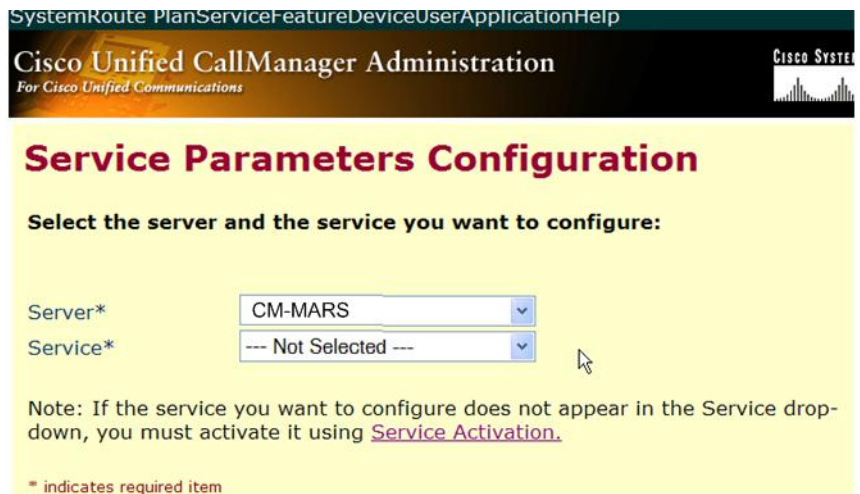 SystemRoute PlanServiceFeatureDeviceUserApplicationHelp
Cisco Unified CallManager Administration
For Cisco Unified Communications
CISCO SYSTE
Service Parameters Configuration
Select the server and the service you want to configure:
Server* CM-MARS
Service* --- Not Selected ---
Note: If the service you want to configure does not appear in the Service drop-
down, you must activate it using Service Activation.
* indicates required item